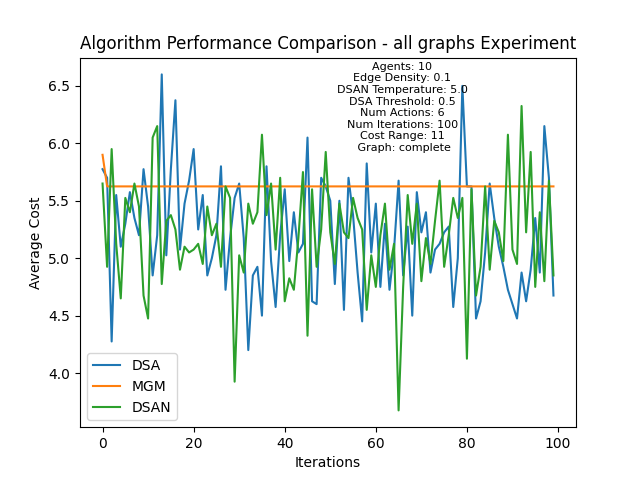 Algorithm Performance Comparison - all graphs Experiment
Agents: 10
Edge Density: 0.1
DSAN Temperature: 5.0
DSA Threshold: 0.5
Num Actions: 6
Num Iterations: 100
Cost Range: 11
Graph: complete
Average Cost
6.5
6.0
5.5
5.0
4.5
4.0
DSA
MGM
DSAN
0 20 40 60 80 100
Iterations